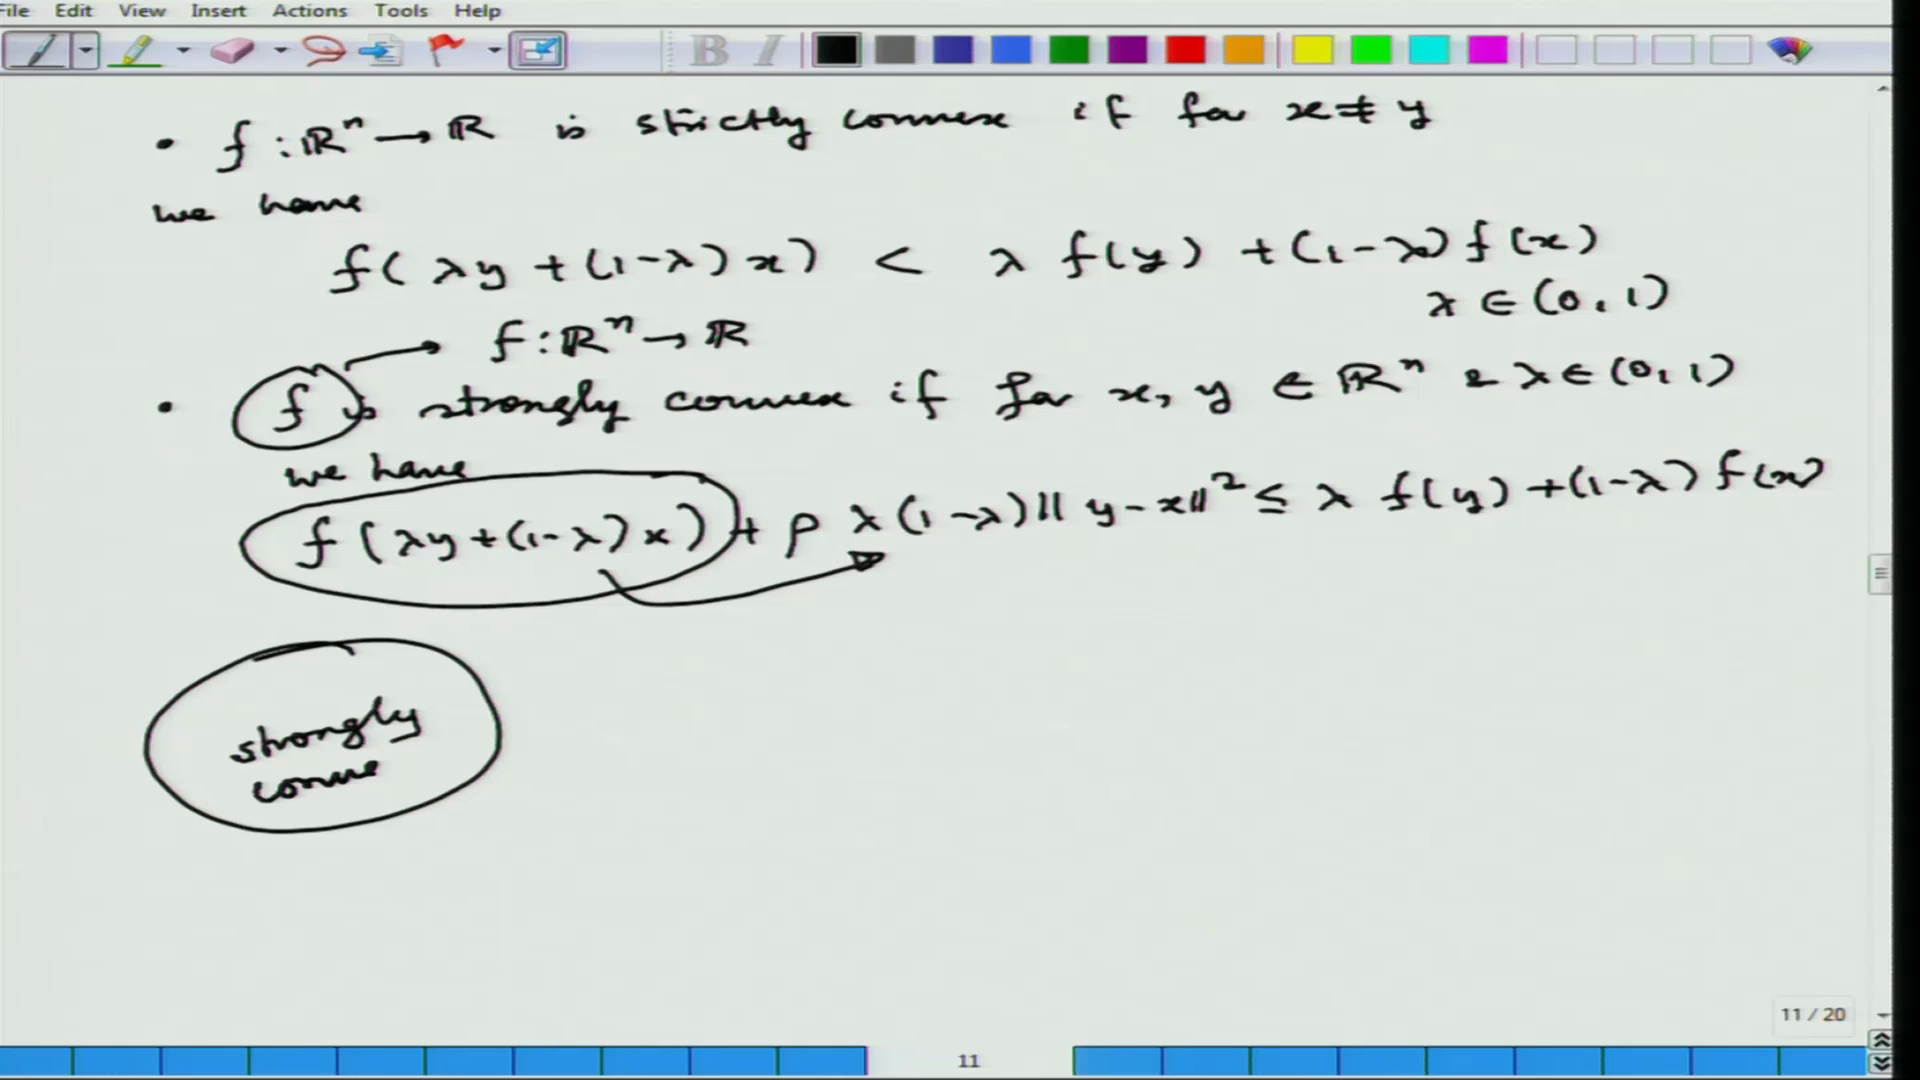 File Edit View Insert Actions Tools Help
B I
• f : ℝⁿ → ℝ is strictly convex if for x ≠ y
we have
f( λy + (1-λ) x) < λ f(y) + (1-λ) f(x)
λ ∈ (0, 1)
→ f : ℝⁿ → ℝ
• f is strongly convex if for x, y ∈ ℝⁿ & λ ∈ (0, 1)
we have
f (λy + (1-λ) x) + ρ λ (1-λ) || y - x ||² ≤ λ f(y) + (1-λ) f(x)
strongly
conve
11 / 20
11